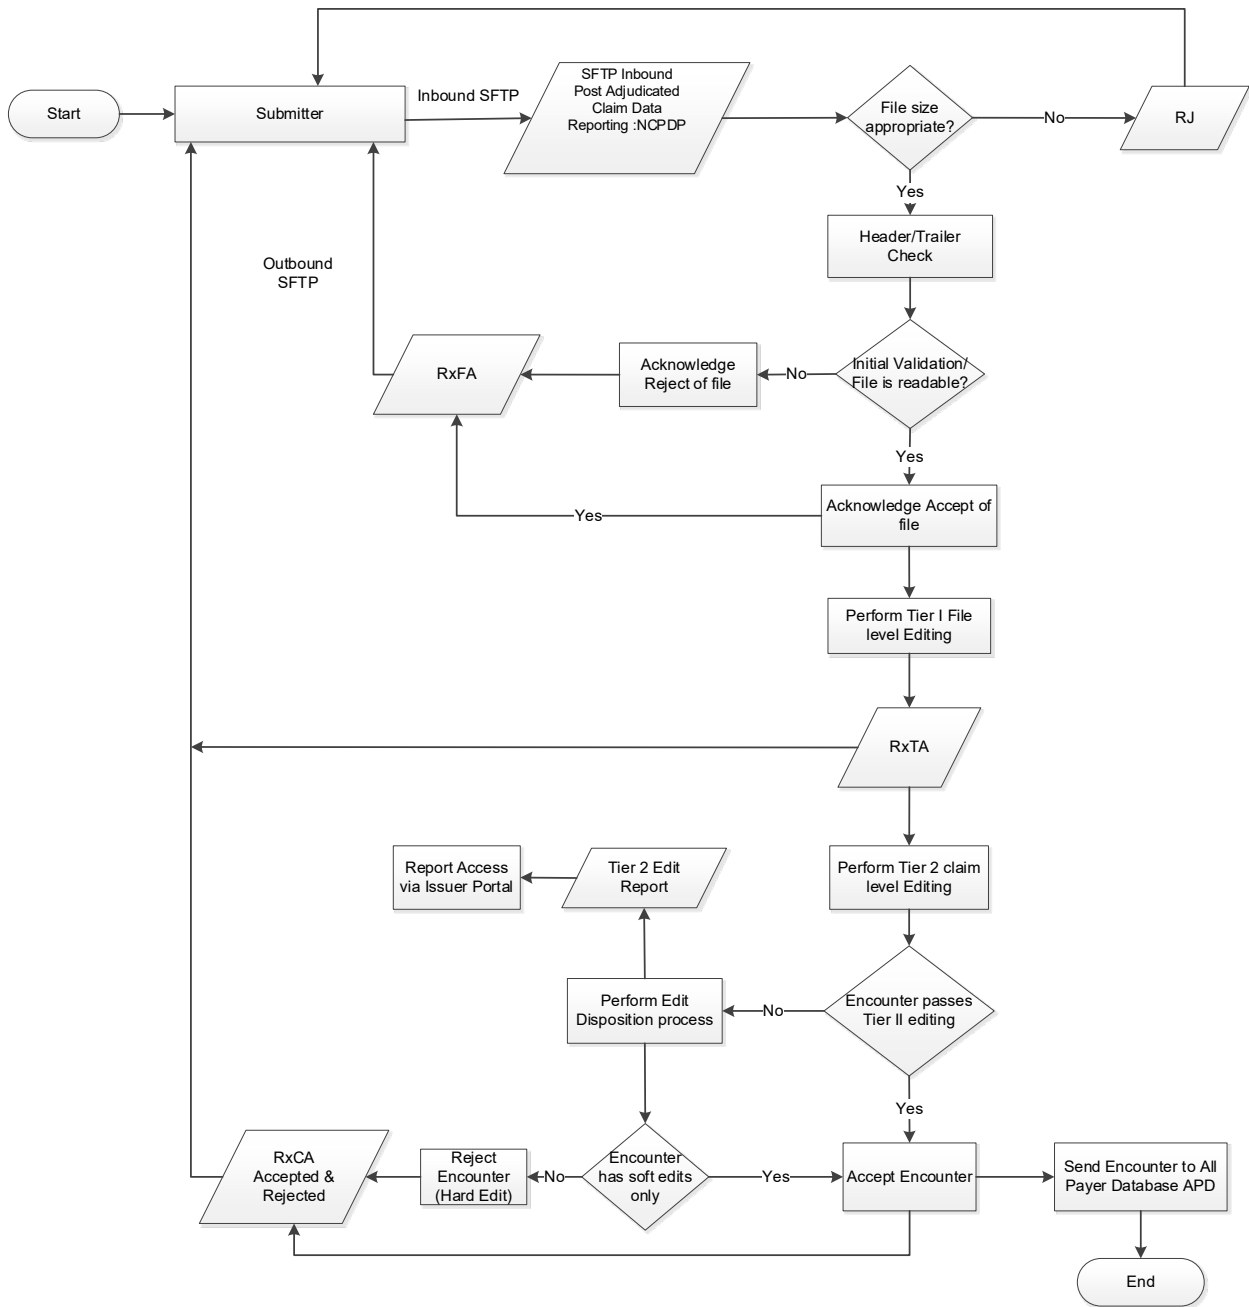 Start
Submitter
Inbound SFTP
SFTP Inbound
Post Adjudicated
Claim Data
Reporting :NCPDP
File size
appropriate?
No
RJ
Yes
Header/Trailer
Check
Outbound
SFTP
RxFA
Acknowledge
Reject of file
No
Initial Validation/
File is readable?
Yes
Acknowledge Accept of
file
Yes
Perform Tier I File
level Editing
RxTA
Report Access
via Issuer Portal
Tier 2 Edit
Report
Perform Tier 2 claim
level Editing
Perform Edit
Disposition process
No
Encounter passes
Tier II editing
Yes
RxCA
Accepted &
Rejected
Reject
Encounter
(Hard Edit)
No
Encounter
has soft edits
only
Yes
Accept Encounter
Send Encounter to All
Payer Database APD
End